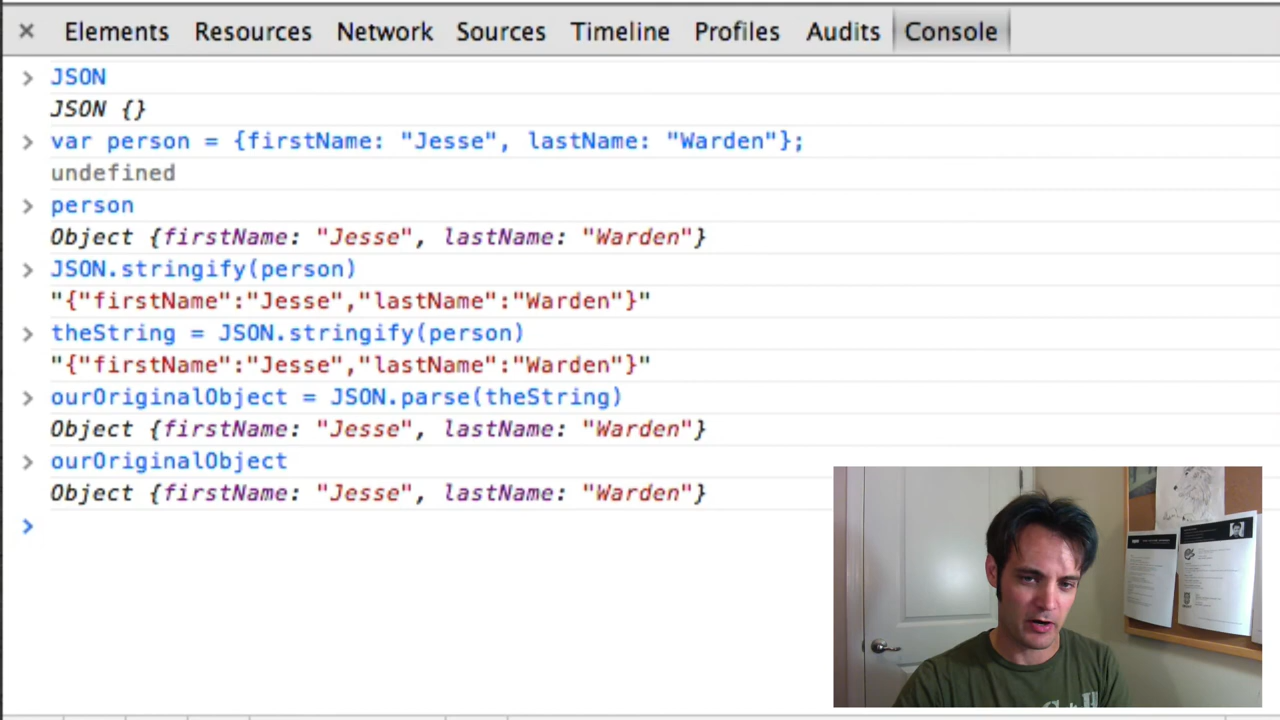 × Elements Resources Network Sources Timeline Profiles Audits Console
> JSON
JSON {}
> var person = {firstName: "Jesse", lastName: "Warden"};
undefined
> person
Object {firstName: "Jesse", lastName: "Warden"}
> JSON.stringify(person)
"{"firstName":"Jesse","lastName":"Warden"}"
> theString = JSON.stringify(person)
"{"firstName":"Jesse","lastName":"Warden"}"
> ourOriginalObject = JSON.parse(theString)
Object {firstName: "Jesse", lastName: "Warden"}
> ourOriginalObject
Object {firstName: "Jesse", lastName: "Warden"}
>